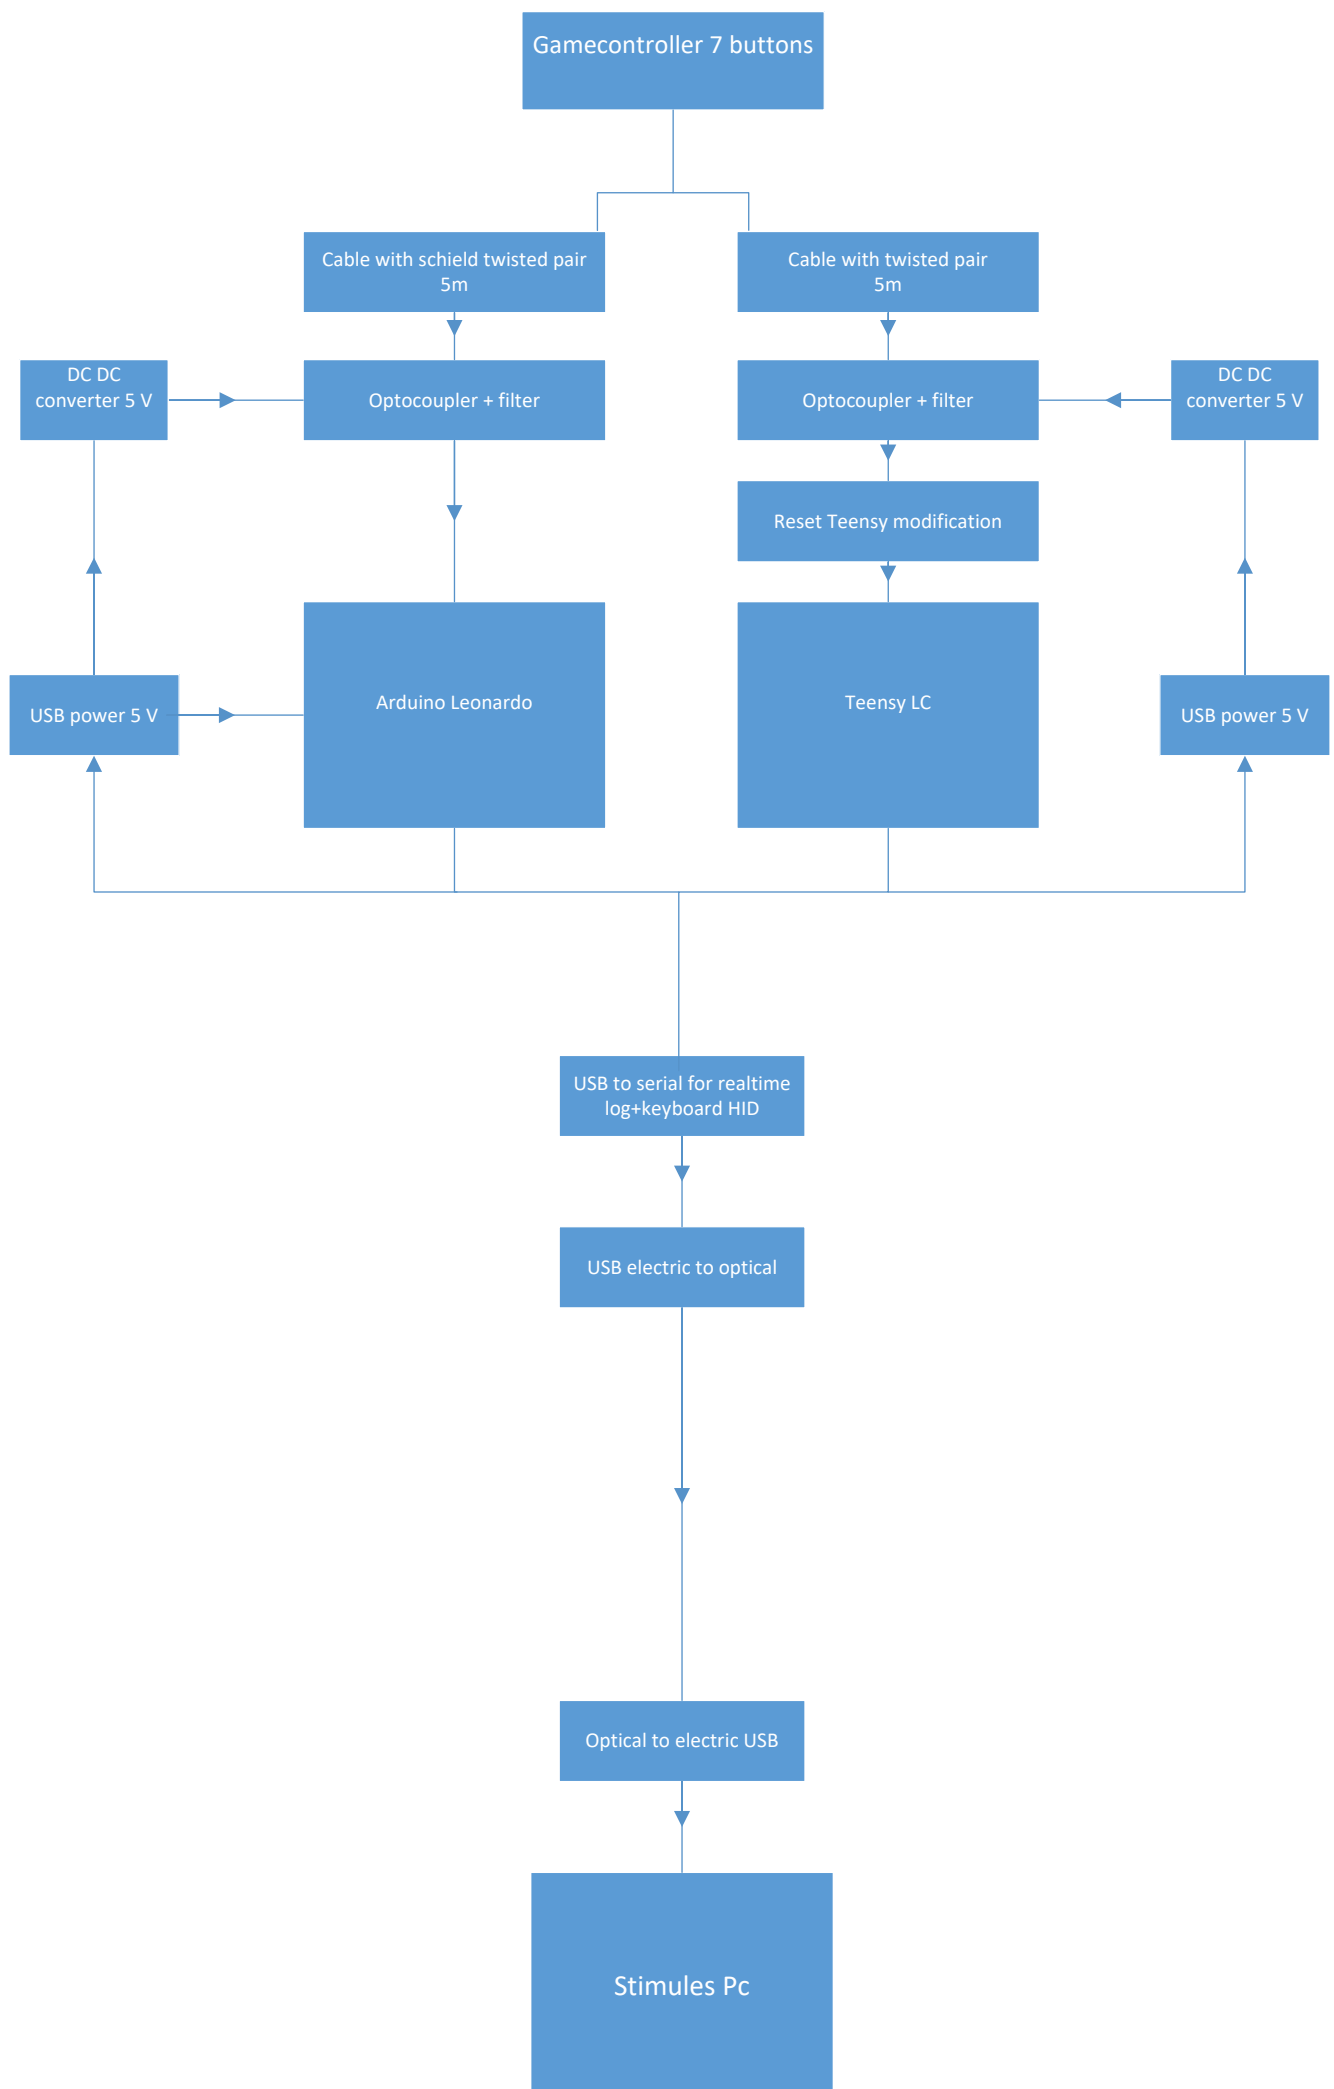 Gamecontroller 7 buttons
Cable with schield twisted pair
5m
Cable with twisted pair
5m
DC DC
converter 5 V
Optocoupler + filter
Optocoupler + filter
DC DC
converter 5 V
Reset Teensy modification
USB power 5 V
Arduino Leonardo
Teensy LC
USB power 5 V
USB to serial for realtime
log+keyboard HID
USB electric to optical
Optical to electric USB
Stimules Pc